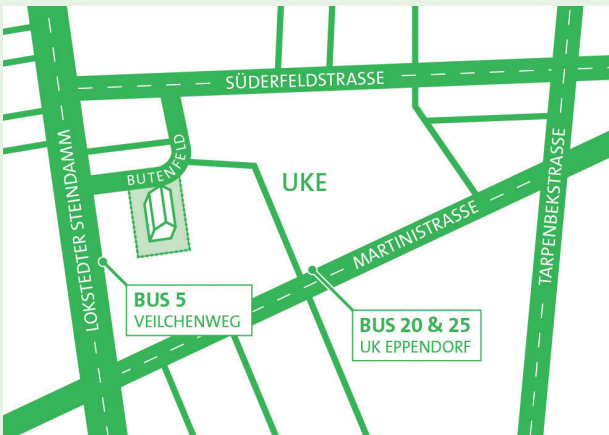 SÜDERFELDSTRASSE
LOKSTEDTER STEINDAMM
BUTENFELD
UKE
MARTINISTRASSE
TARPENBEKSTRASSE
BUS 5
VEILCHENWEG
BUS 20 & 25
UK EPPENDORF